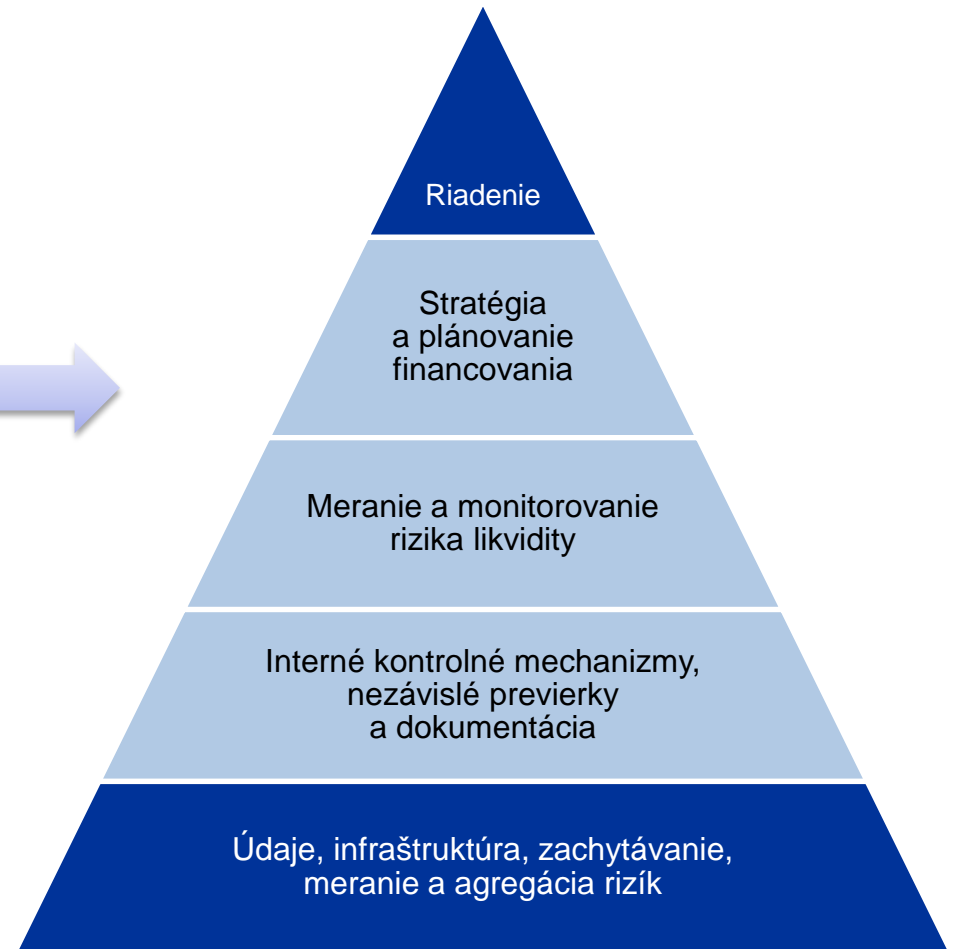 Riadenie
Stratégia
a plánovanie
financovania
Meranie a monitorovanie
rizika likvidity
Interné kontrolné mechanizmy,
nezávislé previerky
a dokumentácia
Údaje, infraštruktúra, zachytávanie,
meranie a agregácia rizík